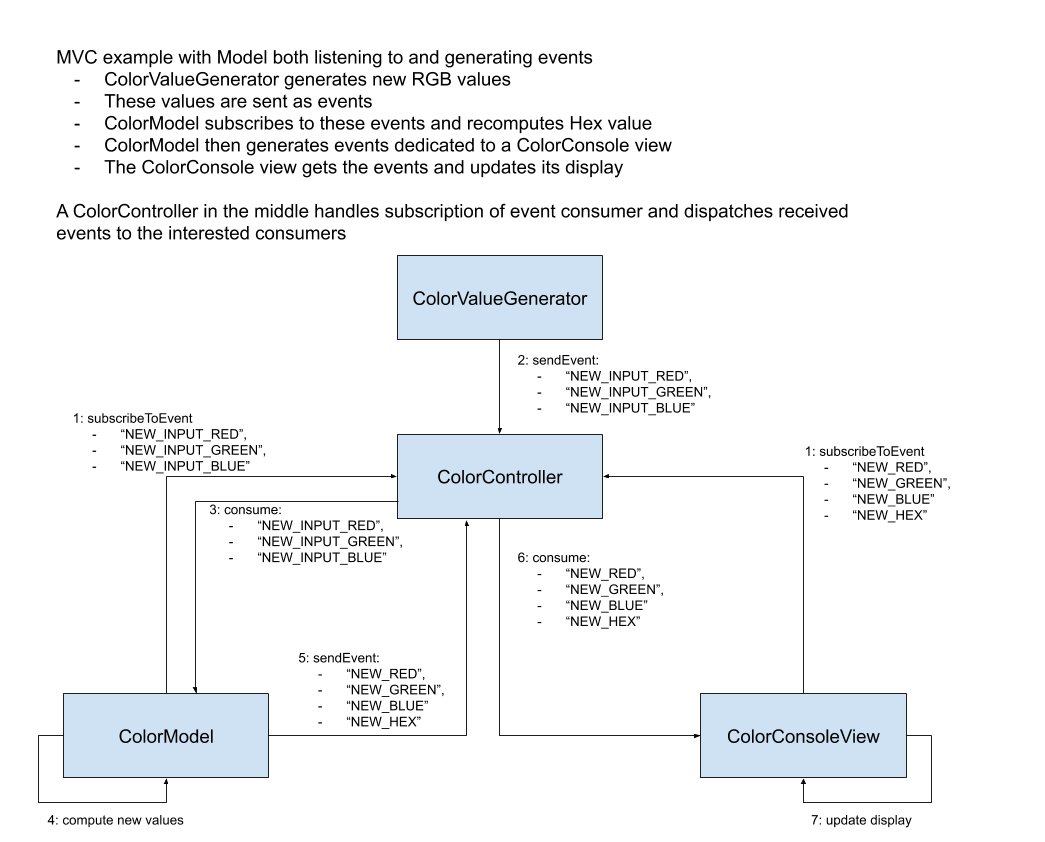 MVC example with Model both listening to and generating events
- ColorValueGenerator generates new RGB values
- These values are sent as events
- ColorModel subscribes to these events and recomputes Hex value
- ColorModel then generates events dedicated to a ColorConsole view
- The ColorConsole view gets the events and updates its display
A ColorController in the middle handles subscription of event consumer and dispatches received
events to the interested consumers
ColorValueGenerator
2: sendEvent:
- “NEW_INPUT_RED”,
- “NEW_INPUT_GREEN”,
- “NEW_INPUT_BLUE”
1: subscribeToEvent
- “NEW_INPUT_RED”,
- “NEW_INPUT_GREEN”,
- “NEW_INPUT_BLUE”
ColorController
1: subscribeToEvent
- “NEW_RED”,
- “NEW_GREEN”,
- “NEW_BLUE”
- “NEW_HEX”
3: consume:
- “NEW_INPUT_RED”,
- “NEW_INPUT_GREEN”,
- “NEW_INPUT_BLUE”
6: consume:
- “NEW_RED”,
- “NEW_GREEN”,
- “NEW_BLUE”
- “NEW_HEX”
5: sendEvent:
- “NEW_RED”,
- “NEW_GREEN”,
- “NEW_BLUE”
- “NEW_HEX”
ColorModel
ColorConsoleView
4: compute new values
7: update display